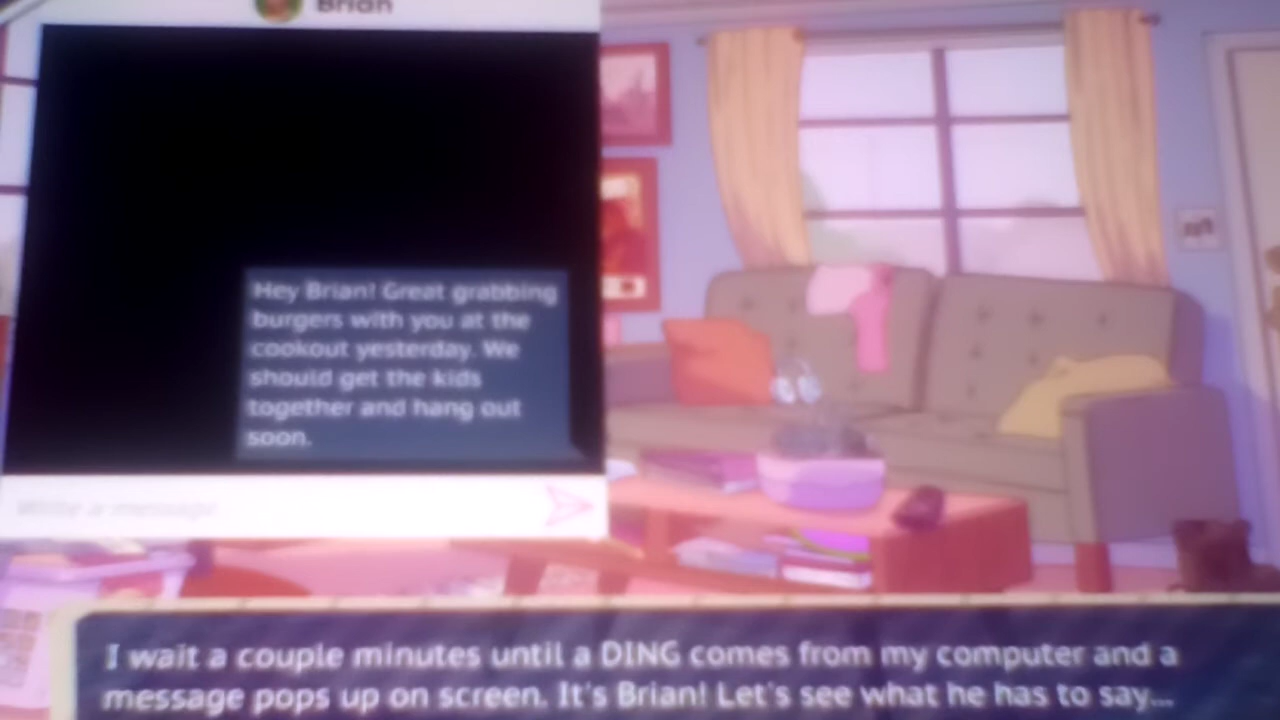 Brian
Hey Brian! Great grabbing
burgers with you at the
cookout yesterday. We
should get the kids
together and hang out
soon.
Write a message...
I wait a couple minutes until a DING comes from my computer and a
message pops up on screen. It's Brian! Let's see what he has to say...